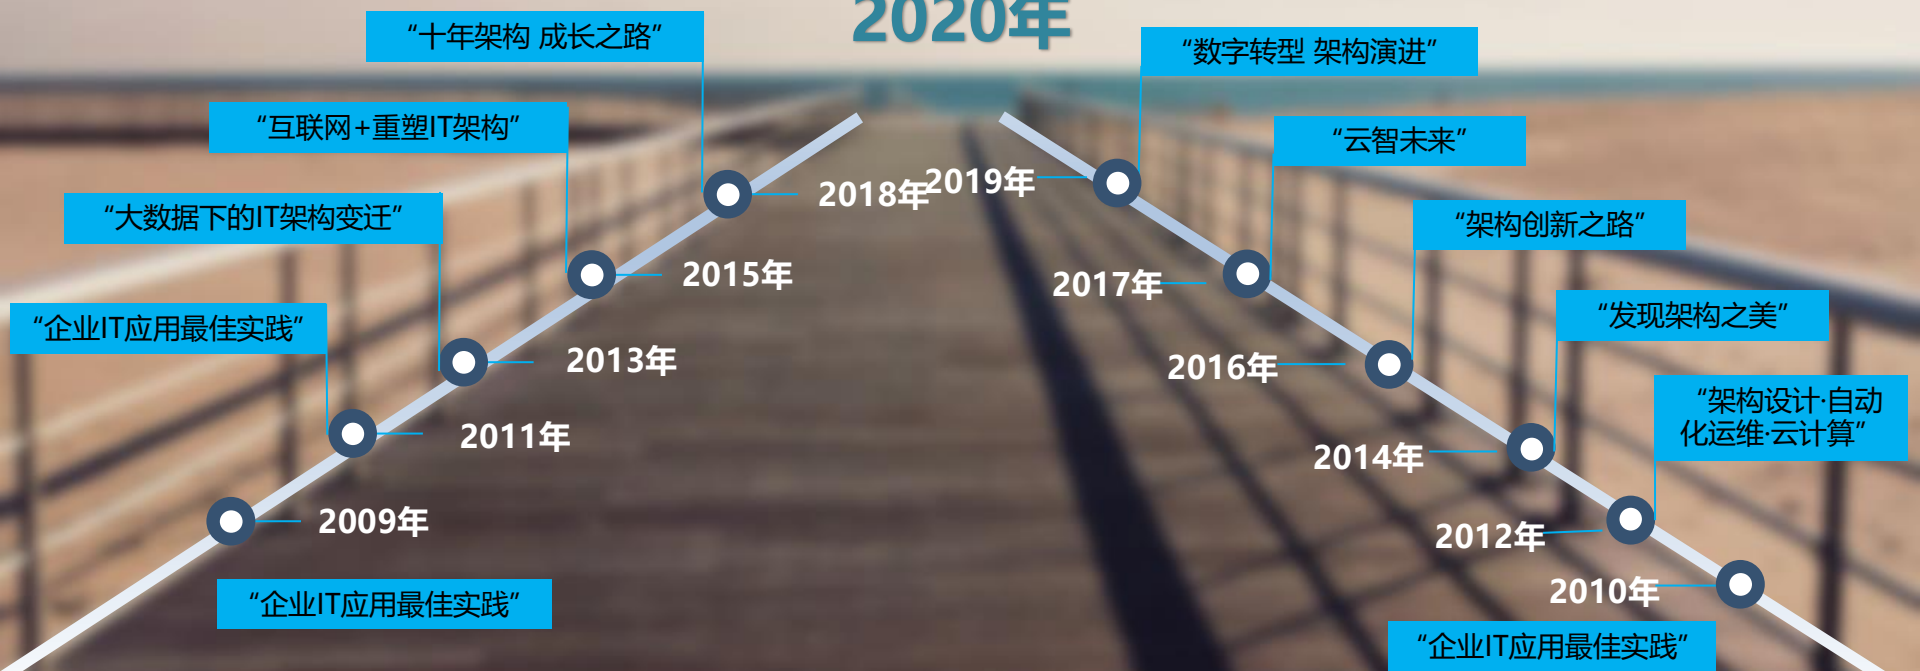 2020年
“十年架构 成长之路”
“数字转型 架构演进”
“互联网+重塑IT架构”
“云智未来”
2018年
2019年
“大数据下的IT架构变迁”
“架构创新之路”
2015年
2017年
“企业IT应用最佳实践”
“发现架构之美”
2013年
2016年
“架构设计·自动
化运维·云计算”
2011年
2014年
2009年
2012年
2010年
“企业IT应用最佳实践”
“企业IT应用最佳实践”